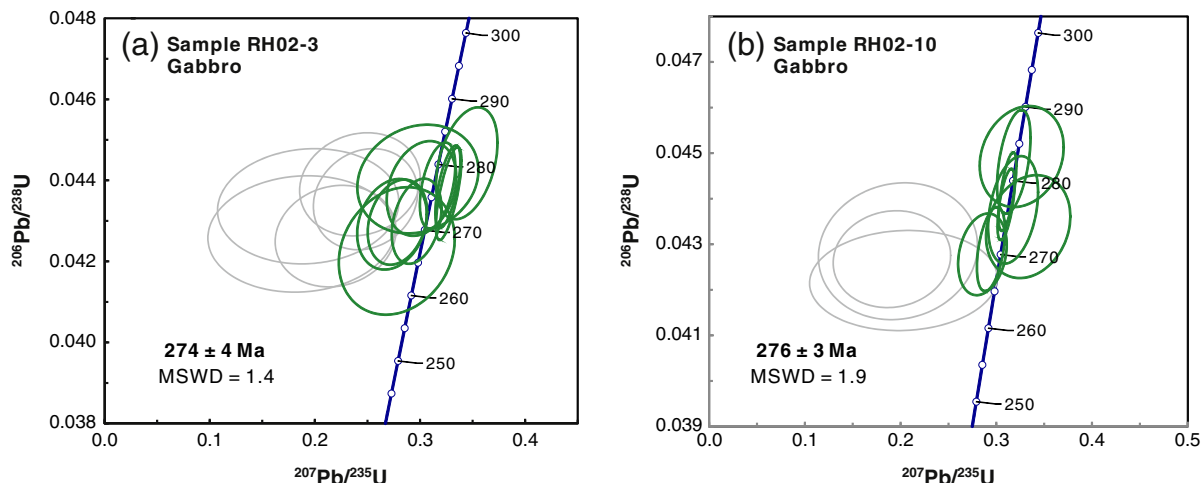 (a) Sample RH02-3
Gabbro
0.048
0.046
0.044
0.042
0.040
0.038
²⁰⁶Pb/²³⁸U
300
290
280
270
260
250
274 ± 4 Ma
MSWD = 1.4
0.0 0.1 0.2 0.3 0.4
²⁰⁷Pb/²³⁵U
(b) Sample RH02-10
Gabbro
0.047
0.045
0.043
0.041
0.039
²⁰⁶Pb/²³⁸U
300
290
280
270
260
250
276 ± 3 Ma
MSWD = 1.9
0.0 0.1 0.2 0.3 0.4 0.5
²⁰⁷Pb/²³⁵U